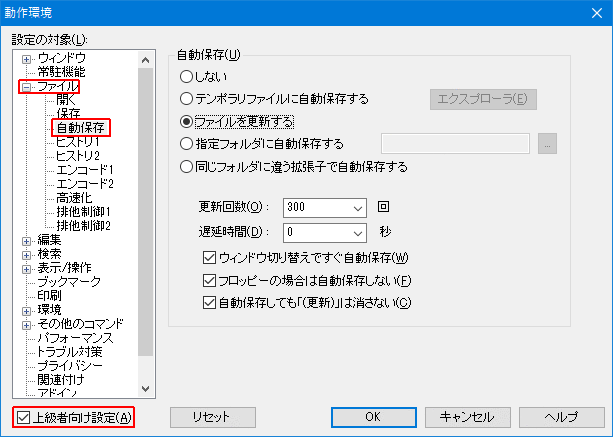 動作環境
設定の対象(L):
ウィンドウ
常駐機能
ファイル
開く
保存
自動保存
ヒストリ1
ヒストリ2
エンコード1
エンコード2
高速化
排他制御1
排他制御2
編集
検索
表示/操作
ブックマーク
印刷
環境
その他のコマンド
パフォーマンス
トラブル対策
プライバシー
関連付け
アドイン
上級者向け設定(A)
自動保存(U)
しない
テンポラリファイルに自動保存する
エクスプローラ(E)
ファイルを更新する
指定フォルダに自動保存する
...
同じフォルダに違う拡張子で自動保存する
更新回数(O): 300 回
遅延時間(D): 0 秒
ウィンドウ切り替えですぐ自動保存(W)
フロッピーの場合は自動保存しない(F)
自動保存しても「(更新)」は消さない(C)
リセット
OK
キャンセル
ヘルプ